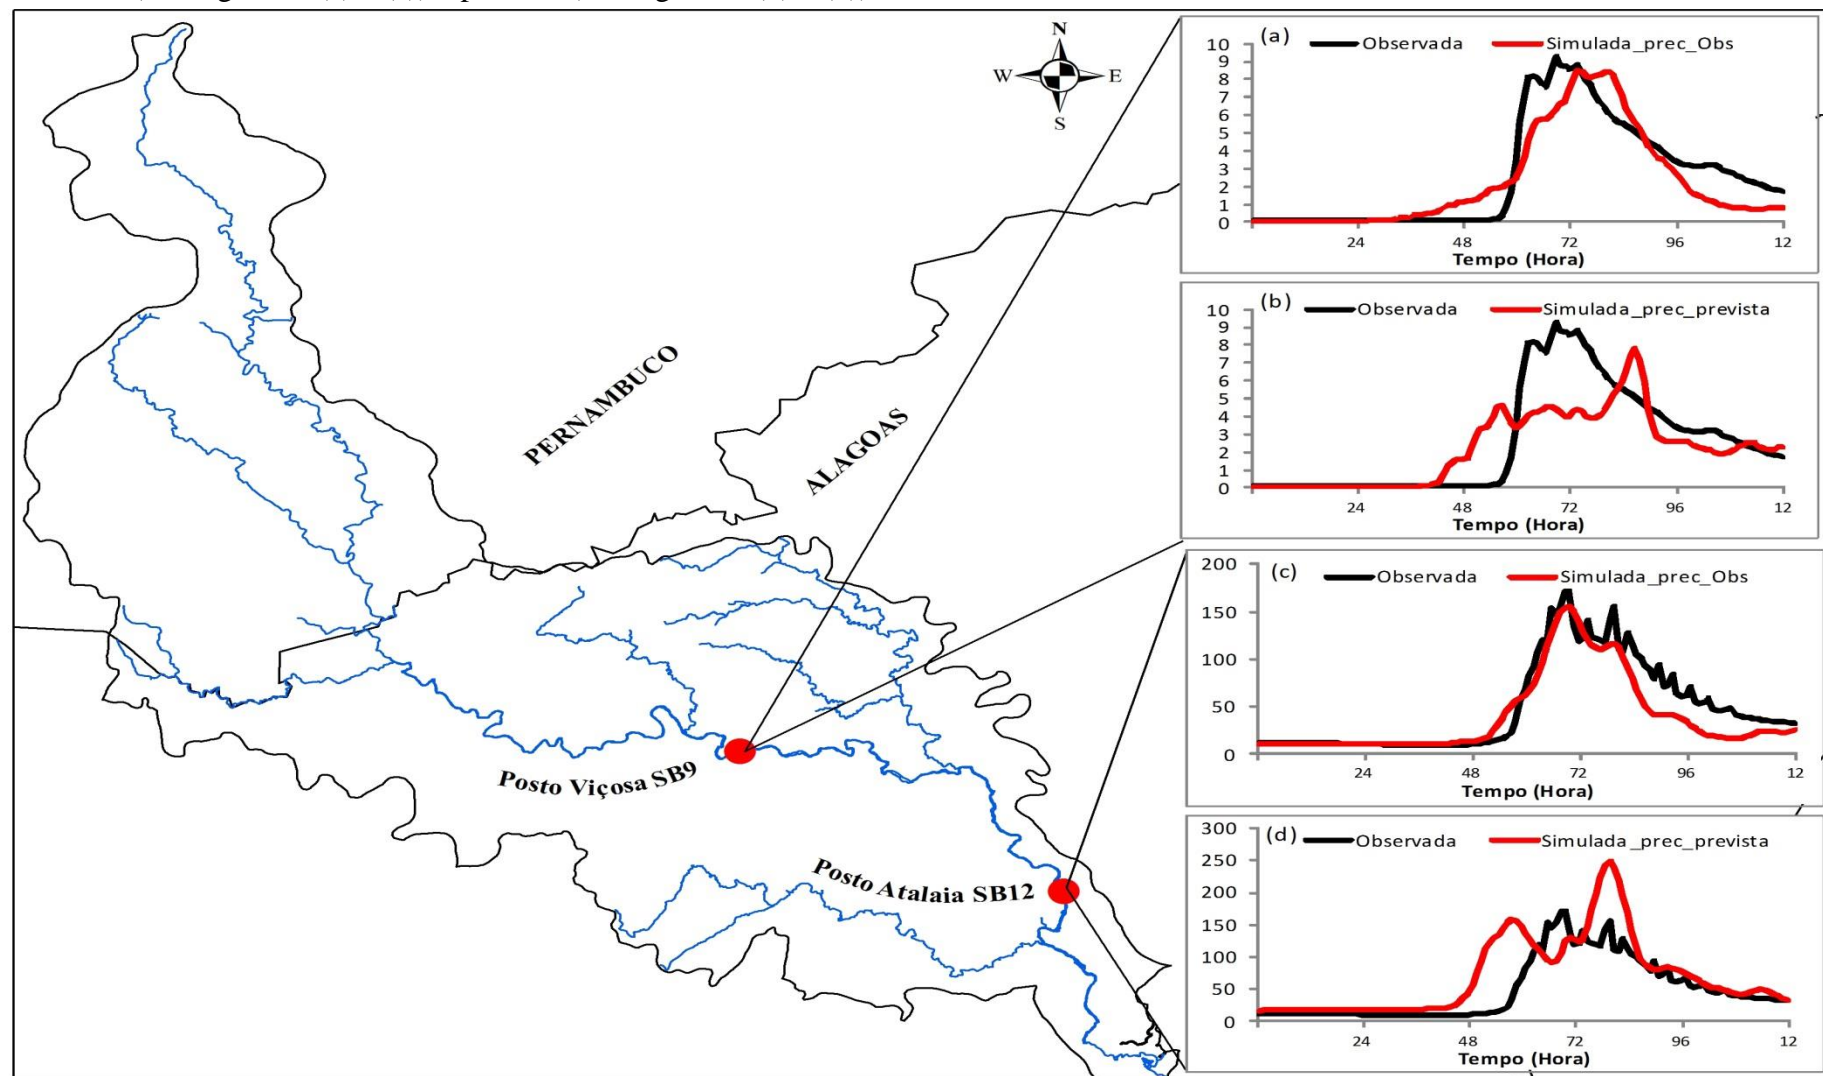 N
W E
S
PERNAMBUCO
ALAGOAS
Posto Viçosa SB9
Posto Atalaia SB12
(a) Observada Simulada_prec_Obs
10
9
8
7
6
5
4
3
2
1
0
24 48 72 96 12
Tempo (Hora)
(b) Observada Simulada_prec_prevista
10
9
8
7
6
5
4
3
2
1
0
24 48 72 96 12
Tempo (Hora)
(c) Observada Simulada_prec_Obs
200
150
100
50
0
24 48 72 96 12
Tempo (Hora)
(d) Observada Simulada_prec_prevista
300
250
200
150
100
50
0
24 48 72 96 12
Tempo (Hora)